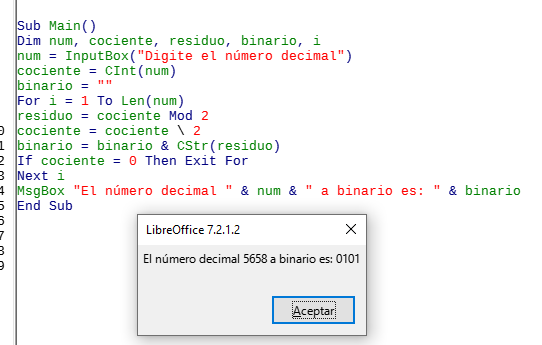 Sub Main()
Dim num, cociente, residuo, binario, i
num = InputBox("Digite el número decimal")
cociente = CInt(num)
binario = ""
For i = 1 To Len(num)
residuo = cociente Mod 2
0 cociente = cociente \ 2
1 binario = binario & CStr(residuo)
2 If cociente = 0 Then Exit For
3 Next i
4 MsgBox "El número decimal " & num & " a binario es: " & binario
5 End Sub
6
7
8
9
LibreOffice 7.2.1.2
El número decimal 5658 a binario es: 0101
Aceptar